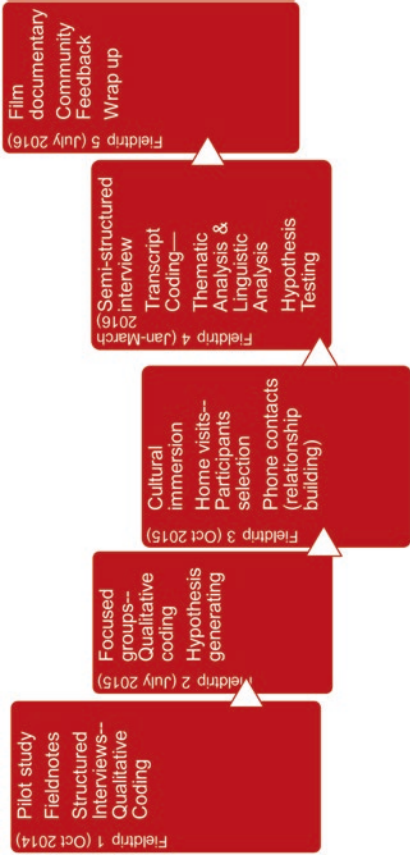 Fieldtrip 1 (Oct 2014)
Pilot study
Fieldnotes
Structured
Interviews--
Qualitative
Coding
Fieldtrip 2 (July 2015)
Focused
groups--
Qualitative
coding
Hypothesis
generating
Fieldtrip 3 (Oct 2015)
Cultural
immersion
Home visits--
Participants
selection
Phone contacts
(relationship
building)
Fieldtrip 4 (Jan-March
2016)
Semi-structured
interview
Transcript
Coding—
Thematic
Analysis &
Linguistic
Analysis
Hypothesis
Testing
Fieldtrip 5 (July 2016)
Film
documentary
Community
Feedback
Wrap up